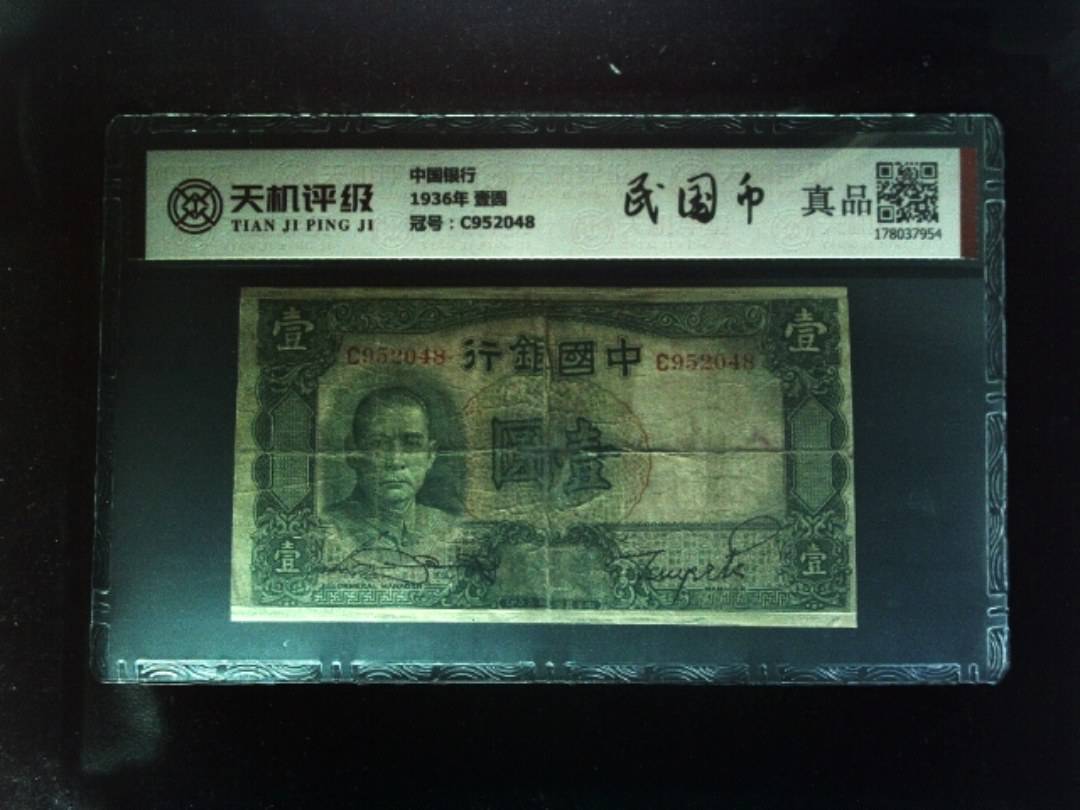 天机评级
TIAN JI PING JI
中国银行
1936年 壹圆
冠号：C952048
民国币
真品
178037954
壹
壹
C952048
行銀國中
C952048
圓壹
壹
壹
GENERAL MANAGER